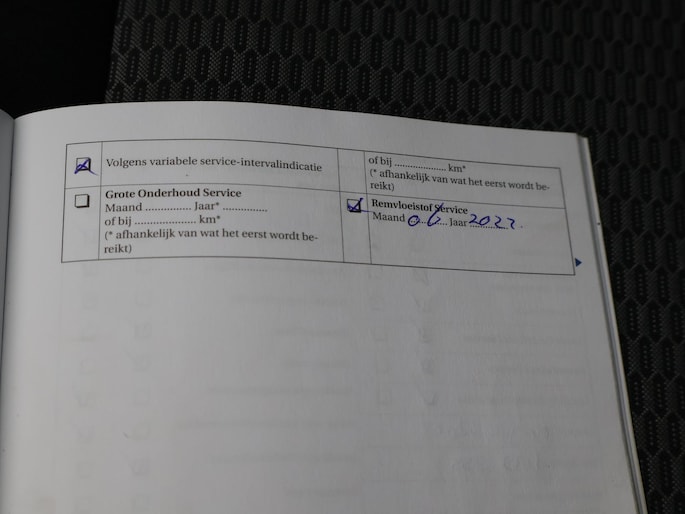 Volgens variabele service-intervalindicatie
of bij ..................... km*
(* afhankelijk van wat het eerst wordt be-
reikt)
Grote Onderhoud Service
Maand ............... Jaar* ...............
of bij ..................... km*
(* afhankelijk van wat het eerst wordt be-
reikt)
Remvloeistof Service
Maand 06 Jaar 2022